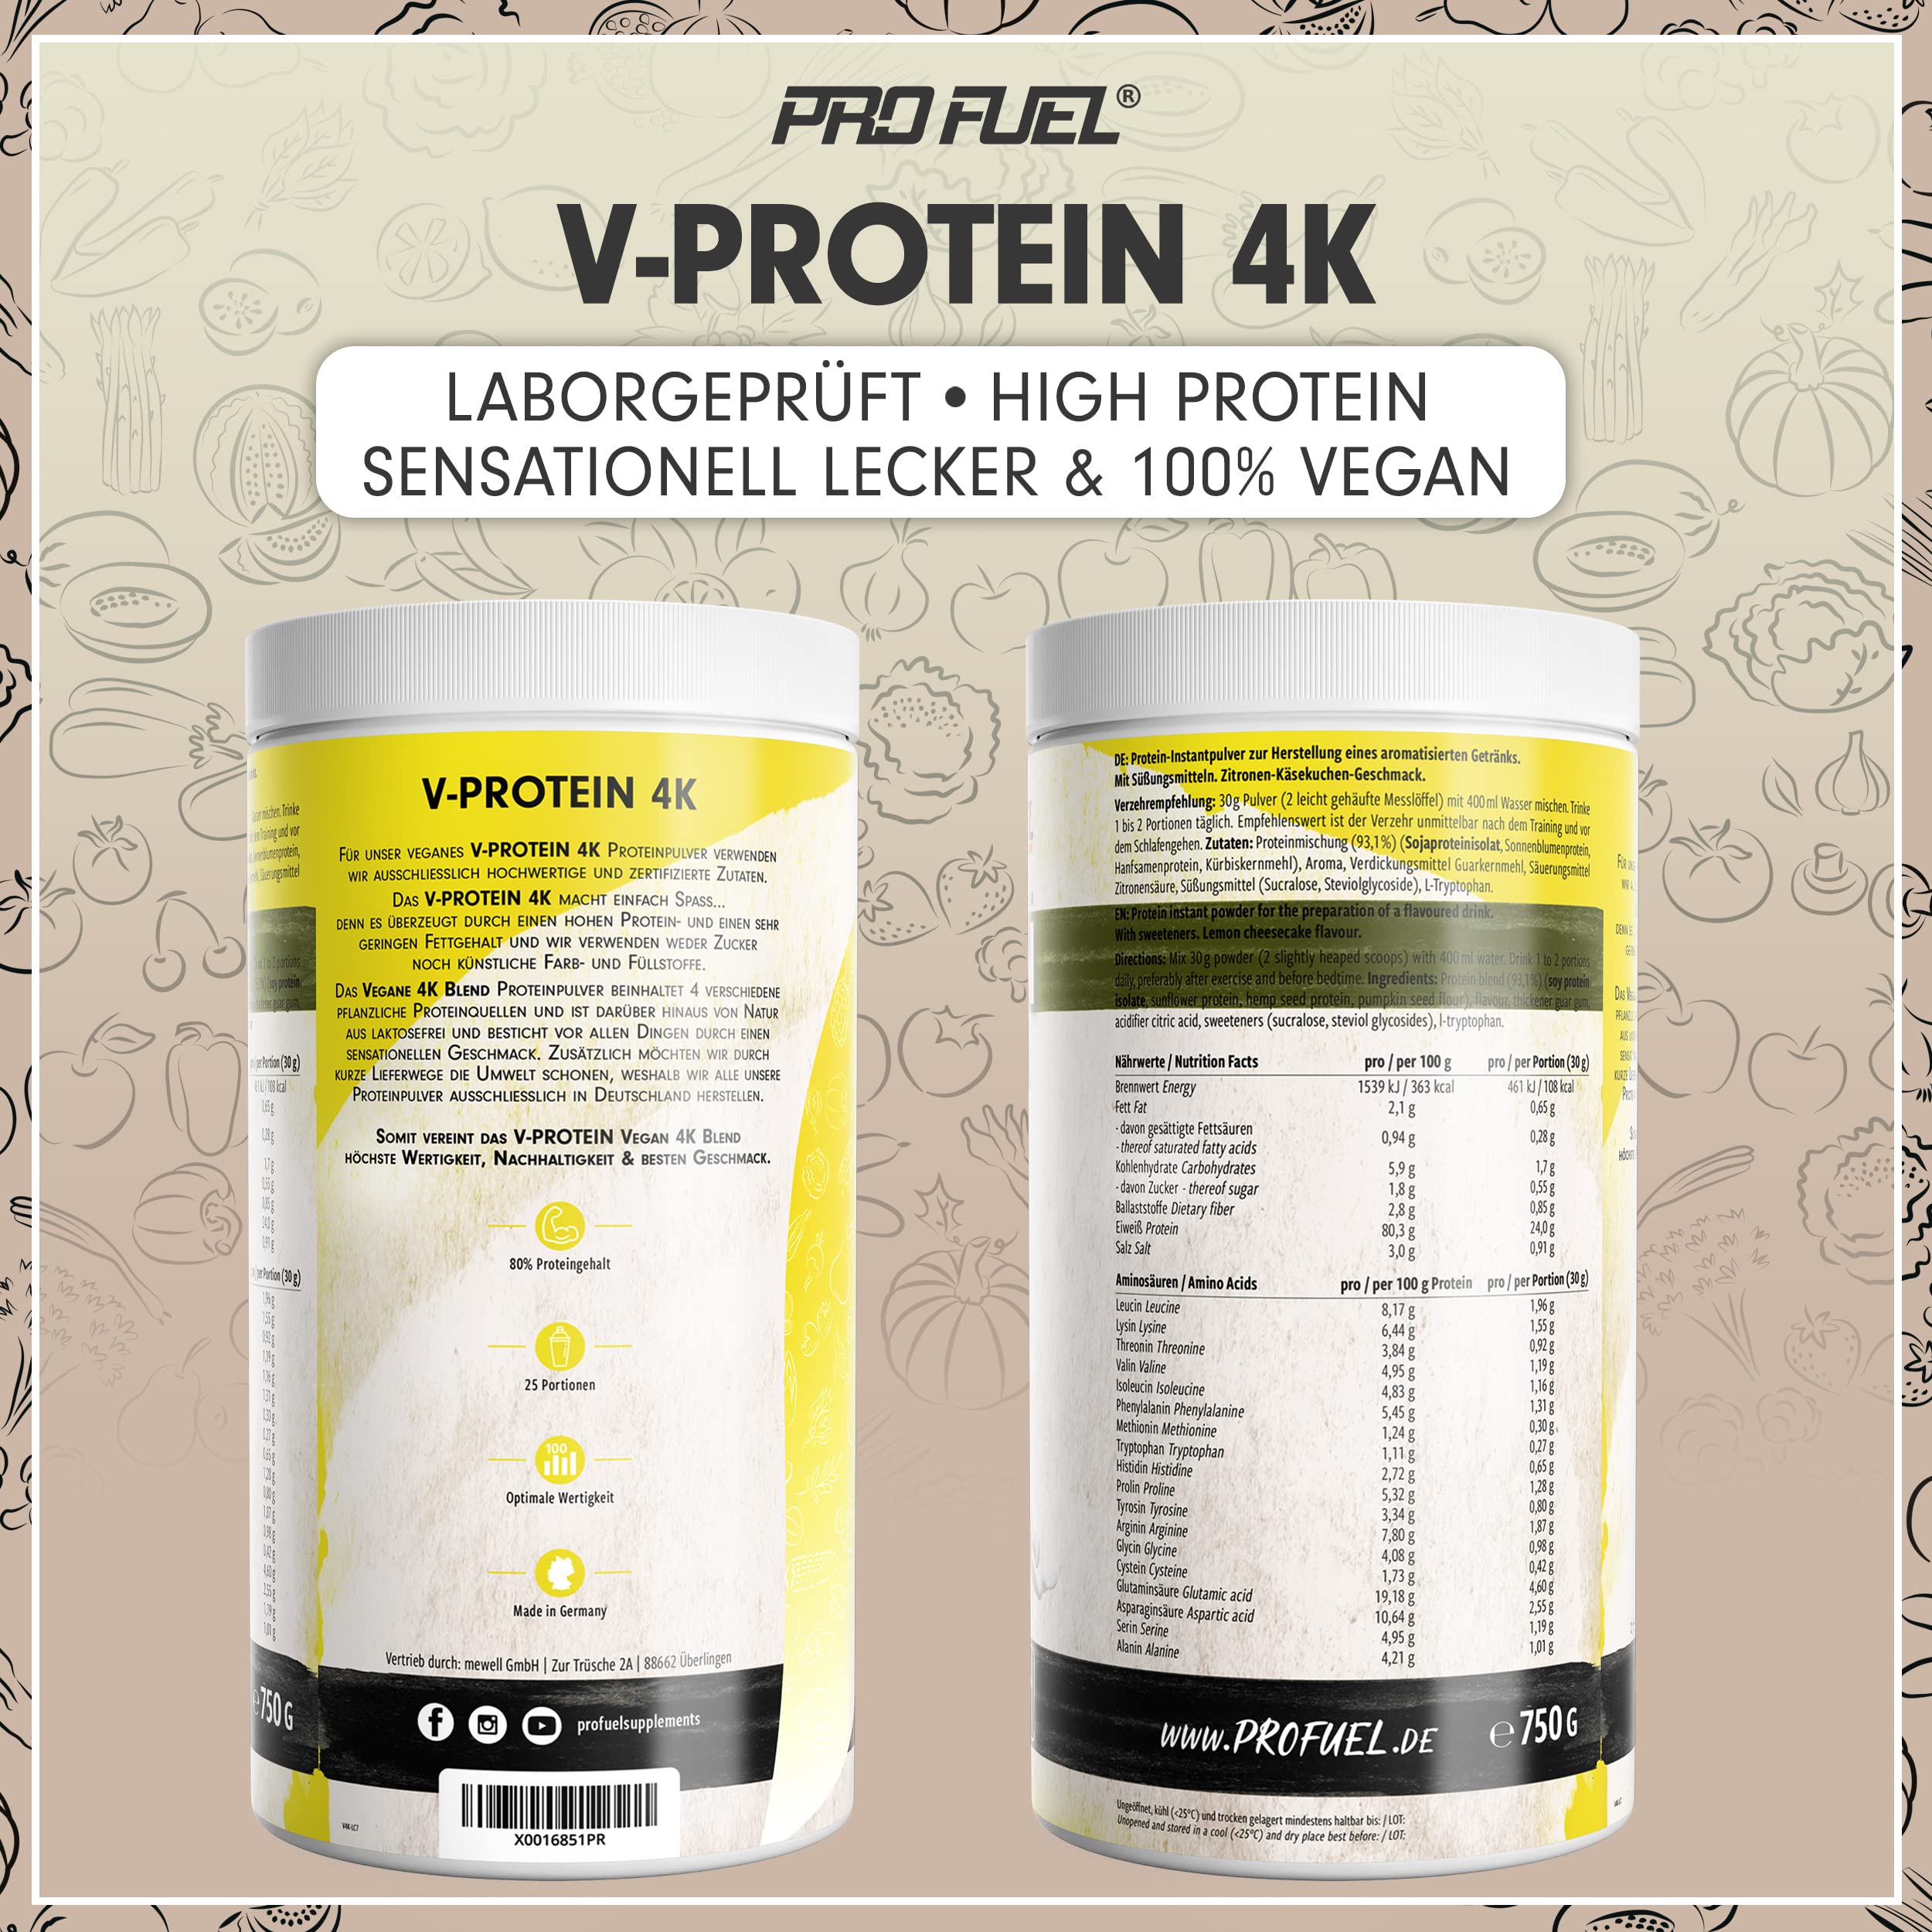 PRO FUEL®
V-PROTEIN 4K
LABORGEPRÜFT • HIGH PROTEIN
SENSATIONELL LECKER & 100% VEGAN
V-PROTEIN 4K
FÜR UNSER VEGANES V-PROTEIN 4K PROTEINPULVER VERWENDEN
WIR AUSSCHLIESSLICH HOCHWERTIGE UND ZERTIFIZIERTE ZUTATEN.
DAS V-PROTEIN 4K MACHT EINFACH SPASS...
DENN ES ÜBERZEUGT DURCH EINEN HOHEN PROTEIN- UND EINEN SEHR
GERINGEN FETTGEHALT UND WIR VERWENDEN WEDER ZUCKER
NOCH KÜNSTLICHE FARB- UND FÜLLSTOFFE.
DAS VEGANE 4K BLEND PROTEINPULVER BEINHALTET 4 VERSCHIEDENE
PFLANZLICHE PROTEINQUELLEN UND IST DARÜBER HINAUS VON NATUR
AUS LAKTOSEFREI UND BESTICHT VOR ALLEN DINGEN DURCH EINEN
SENSATIONELLEN GESCHMACK. ZUSÄTZLICH MÖCHTEN WIR DURCH
KURZE LIEFERWEGE DIE UMWELT SCHONEN, WESHALB WIR ALLE UNSERE
PROTEINPULVER AUSSCHLIESSLICH IN DEUTSCHLAND HERSTELLEN.
SOMIT VEREINT DAS V-PROTEIN VEGAN 4K BLEND
HÖCHSTE WERTIGKEIT, NACHHALTIGKEIT & BESTEN GESCHMACK.
80% Proteingehalt
25 Portionen
100
Optimale Wertigkeit
Made in Germany
Vertrieb durch: mewell GmbH | Zur Trüsche 2A | 88662 Überlingen
profuelsupplements
e 750 G
X0016851PR
V4K-LC7
DE: Protein-Instantpulver zur Herstellung eines aromatisierten Getränks.
Mit Süßungsmitteln. Zitronen-Käsekuchen-Geschmack.
Verzehrempfehlung: 30g Pulver (2 leicht gehäufte Messlöffel) mit 400 ml Wasser mischen. Trinke
1 bis 2 Portionen täglich. Empfehlenswert ist der Verzehr unmittelbar nach dem Training und vor
dem Schlafengehen. Zutaten: Proteinmischung (93,1%) (Sojaproteinisolat, Sonnenblumenprotein,
Hanfsamenprotein, Kürbiskernmehl), Aroma, Verdickungsmittel Guarkernmehl, Säuerungsmittel
Zitronensäure, Süßungsmittel (Sucralose, Steviolglycoside), L-Tryptophan.
EN: Protein instant powder for the preparation of a flavoured drink.
With sweeteners. Lemon cheesecake flavour.
Directions: Mix 30g powder (2 slightly heaped scoops) with 400 ml water. Drink 1 to 2 portions
daily, preferably after exercise and before bedtime. Ingredients: Protein blend (93,1%) (soy protein
isolate, sunflower protein, hemp seed protein, pumpkin seed flour), flavour, thickener guar gum,
acidifier citric acid, sweeteners (sucralose, steviol glycosides), l-tryptophan.
Nährwerte / Nutrition Facts pro / per 100 g pro / per Portion (30 g)
Brennwert Energy 1539 kJ / 363 kcal 461 kJ / 108 kcal
Fett Fat 2,1 g 0,65 g
- davon gesättigte Fettsäuren
- thereof saturated fatty acids 0,94 g 0,28 g
Kohlenhydrate Carbohydrates 5,9 g 1,7 g
- davon Zucker - thereof sugar 1,8 g 0,55 g
Ballaststoffe Dietary fiber 2,8 g 0,85 g
Eiweiß Protein 80,3 g 24,0 g
Salz Salt 3,0 g 0,91 g
Aminosäuren / Amino Acids pro / per 100 g Protein pro / per Portion (30 g)
Leucin Leucine 8,17 g 1,96 g
Lysin Lysine 6,44 g 1,55 g
Threonin Threonine 3,84 g 0,92 g
Valin Valine 4,95 g 1,19 g
Isoleucin Isoleucine 4,83 g 1,16 g
Phenylalanin Phenylalanine 5,45 g 1,31 g
Methionin Methionine 1,24 g 0,30 g
Tryptophan Tryptophan 1,11 g 0,27 g
Histidin Histidine 2,72 g 0,65 g
Prolin Proline 5,32 g 1,28 g
Tyrosin Tyrosine 3,34 g 0,80 g
Arginin Arginine 7,80 g 1,87 g
Glycin Glycine 4,08 g 0,98 g
Cystein Cysteine 1,73 g 0,42 g
Glutaminsäure Glutamic acid 19,18 g 4,60 g
Asparaginsäure Aspartic acid 10,64 g 2,55 g
Serin Serine 4,95 g 1,19 g
Alanin Alanine 4,21 g 1,01 g
www.PROFUEL.DE e 750 G
Ungeöffnet, kühl (<25°C) und trocken gelagert mindestens haltbar bis: / LOT:
Unopened and stored in a cool (<25°C) and dry place best before: / LOT: